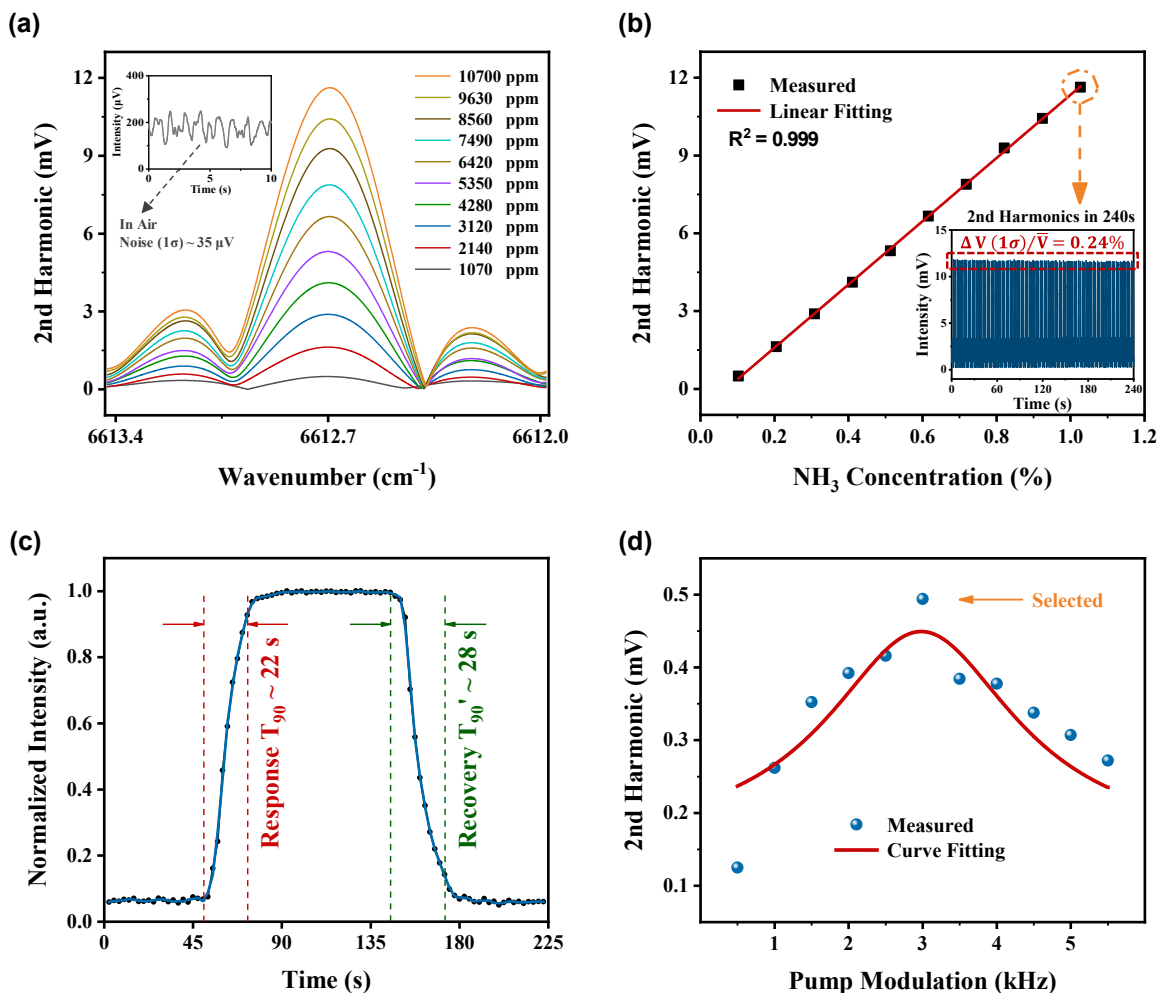 (a)
2nd Harmonic (mV)
12
9
6
3
0
6613.4
6612.7
6612.0
Wavenumber (cm⁻¹)
Intensity (μV)
400
200
0
0
5
10
Time (s)
In Air
Noise (1σ) ~ 35 μV
10700 ppm
9630 ppm
8560 ppm
7490 ppm
6420 ppm
5350 ppm
4280 ppm
3120 ppm
2140 ppm
1070 ppm
(b)
2nd Harmonic (mV)
12
9
6
3
0
0.0
0.2
0.4
0.6
0.8
1.0
1.2
NH₃ Concentration (%)
Measured
Linear Fitting
R² = 0.999
2nd Harmonics in 240s
Δ V (1σ)/V̅ = 0.24%
Intensity (mV)
15
10
5
0
0
60
120
180
240
Time (s)
(c)
Normalized Intensity (a.u.)
1.0
0.8
0.6
0.4
0.2
0.0
0
45
90
135
180
225
Time (s)
Response T₉₀ ~ 22 s
Recovery T₉₀' ~ 28 s
(d)
2nd Harmonic (mV)
0.5
0.4
0.3
0.2
0.1
1
2
3
4
5
Pump Modulation (kHz)
Selected
Measured
Curve Fitting